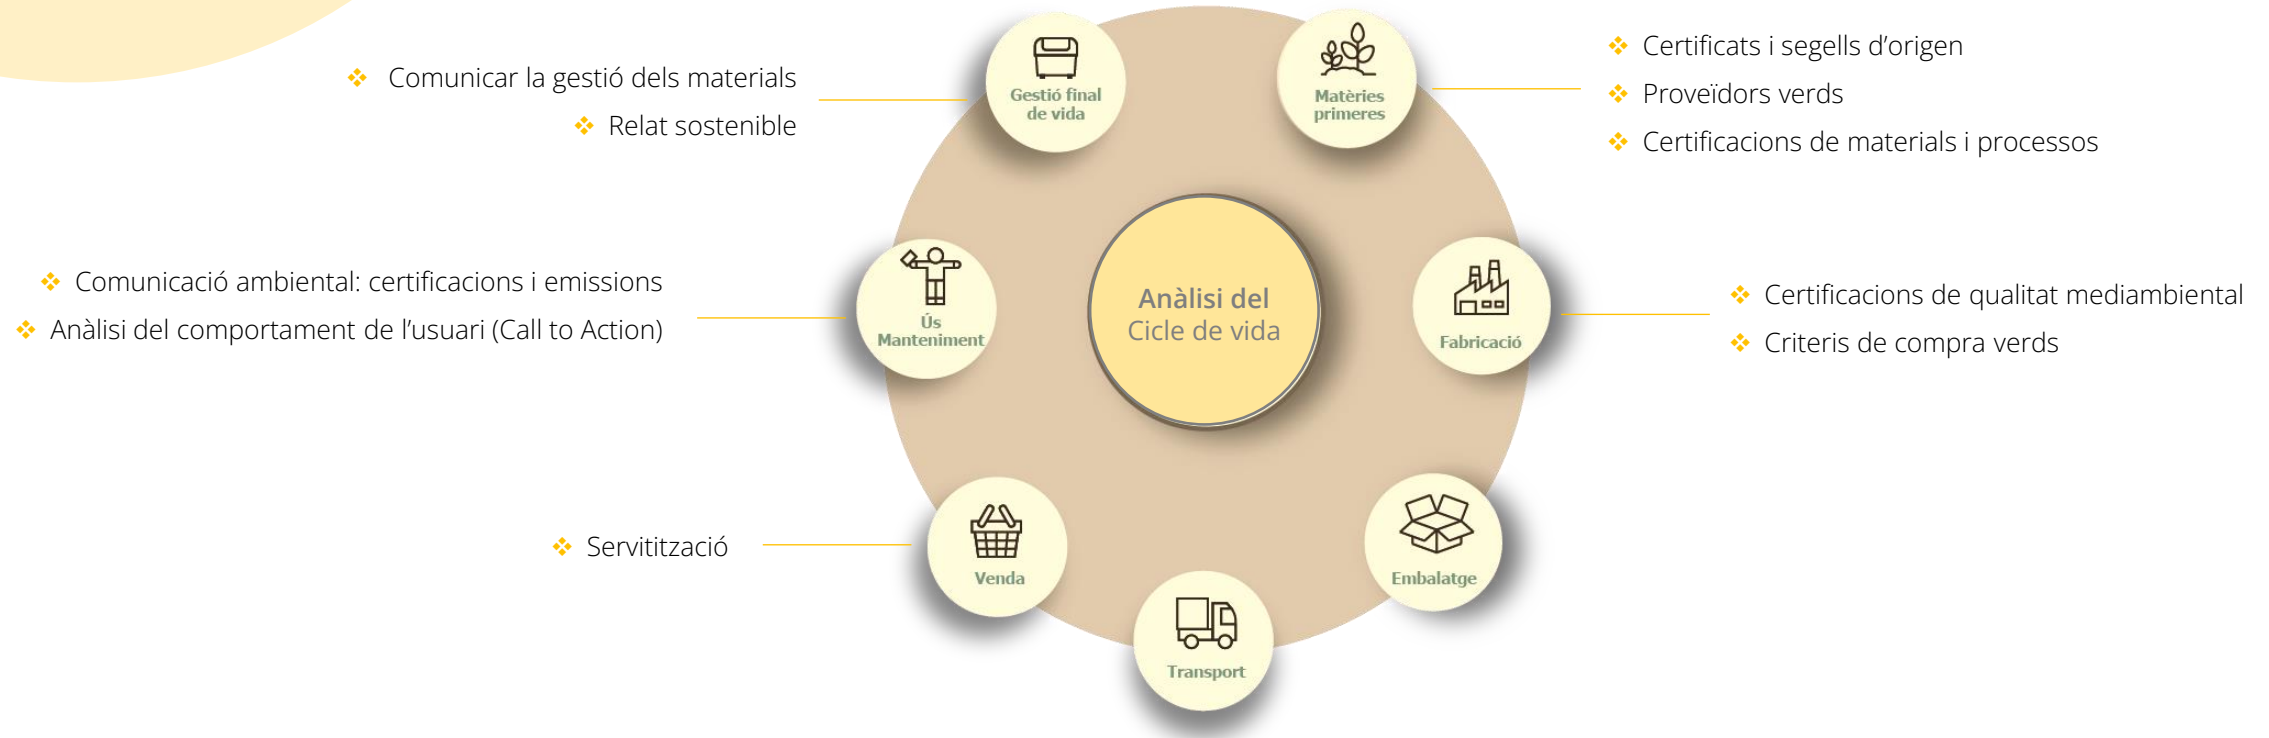 Comunicar la gestió dels materials
Relat sostenible
Gestió final
de vida
Matèries
primeres
Certificats i segells d'origen
Proveïdors verds
Certificacions de materials i processos
Comunicació ambiental: certificacions i emissions
Anàlisi del comportament de l'usuari (Call to Action)
Ús
Manteniment
Anàlisi del
Cicle de vida
Fabricació
Certificacions de qualitat mediambiental
Criteris de compra verds
Servitització
Venda
Embalatge
Transport